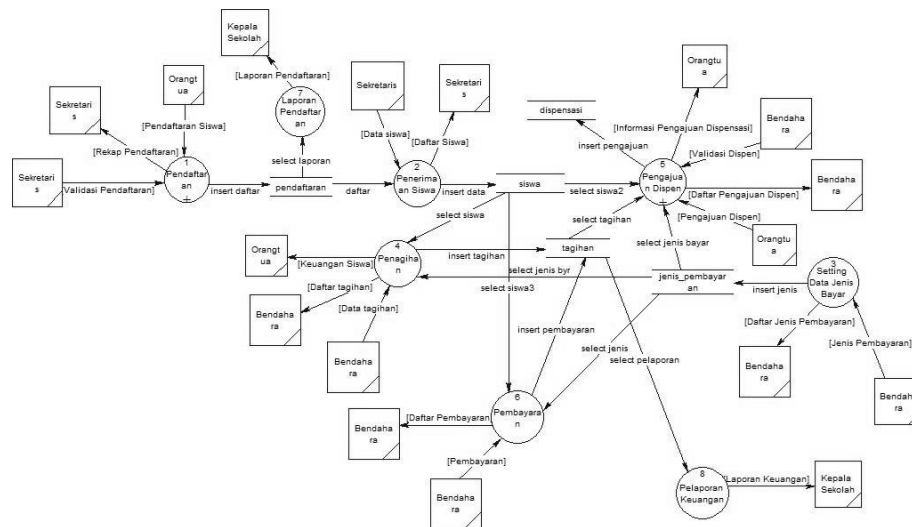 Kepala
Sekolah
[Laporan Pendaftaran]
7
Laporan
Pendaftar
an
select laporan
Orangt
ua
[Pendaftaran Siswa]
Sekretari
s
[Rekap Pendaftaran]
Sekretari
s
[Validasi Pendaftaran]
1
Pendaftar
an
+
insert daftar
pendaftaran
daftar
Sekretaris
[Data siswa]
Sekretari
s
[Daftar Siswa]
2
Penerima
an Siswa
insert data
siswa
select siswa2
dispensasi
insert pengajuan
Orangtu
a
[Informasi Pengajuan Dispensasi]
Bendaha
ra
[Validasi Dispen]
5
Pengajua
n Dispen
+
[Daftar Pengajuan Dispen]
Bendaha
ra
[Pengajuan Dispen]
Orangtu
a
select siswa
select tagihan
select jenis bayar
Orangt
ua
[Keuangan Siswa]
4
Penagiha
n
insert tagihan
tagihan
select jenis byr
jenis_pembayar
an
insert jenis
3
Setting
Data Jenis
Bayar
[Daftar tagihan]
Bendaha
ra
[Data tagihan]
Bendaha
ra
select siswa3
insert pembayaran
select jenis
select pelaporan
[Daftar Jenis Pembayaran]
Bendaha
ra
[Jenis Pembayaran]
Bendaha
ra
6
Pembayar
an
[Daftar Pembayaran]
Bendaha
ra
[Pembayaran]
Bendaha
ra
8
Pelaporan
Keuangan
[Laporan Keuangan]
Kepala
Sekolah